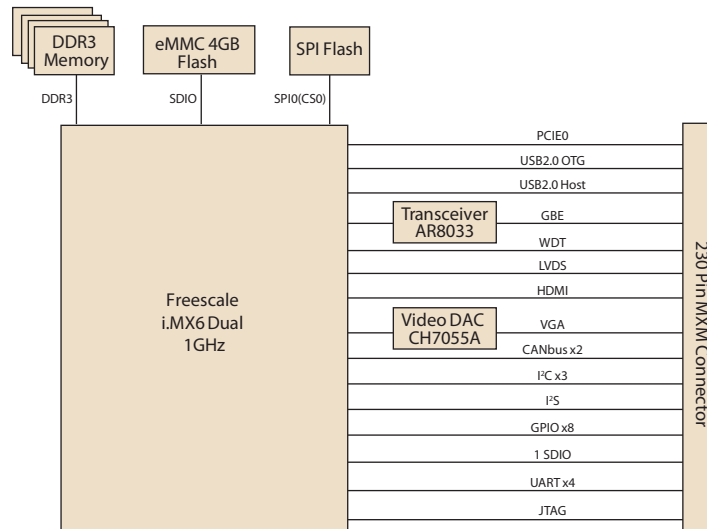 DDR3
Memory
eMMC 4GB
Flash
SPI Flash
DDR3
SDIO
SPI0(CS0)
PCIE0
USB2.0 OTG
USB2.0 Host
Transceiver
AR8033
GBE
WDT
LVDS
HDMI
Freescale
i.MX6 Dual
1GHz
Video DAC
CH7055A
VGA
CANbus x2
I²C x3
I²S
GPIO x8
1 SDIO
UART x4
JTAG
230 Pin MXM Connector